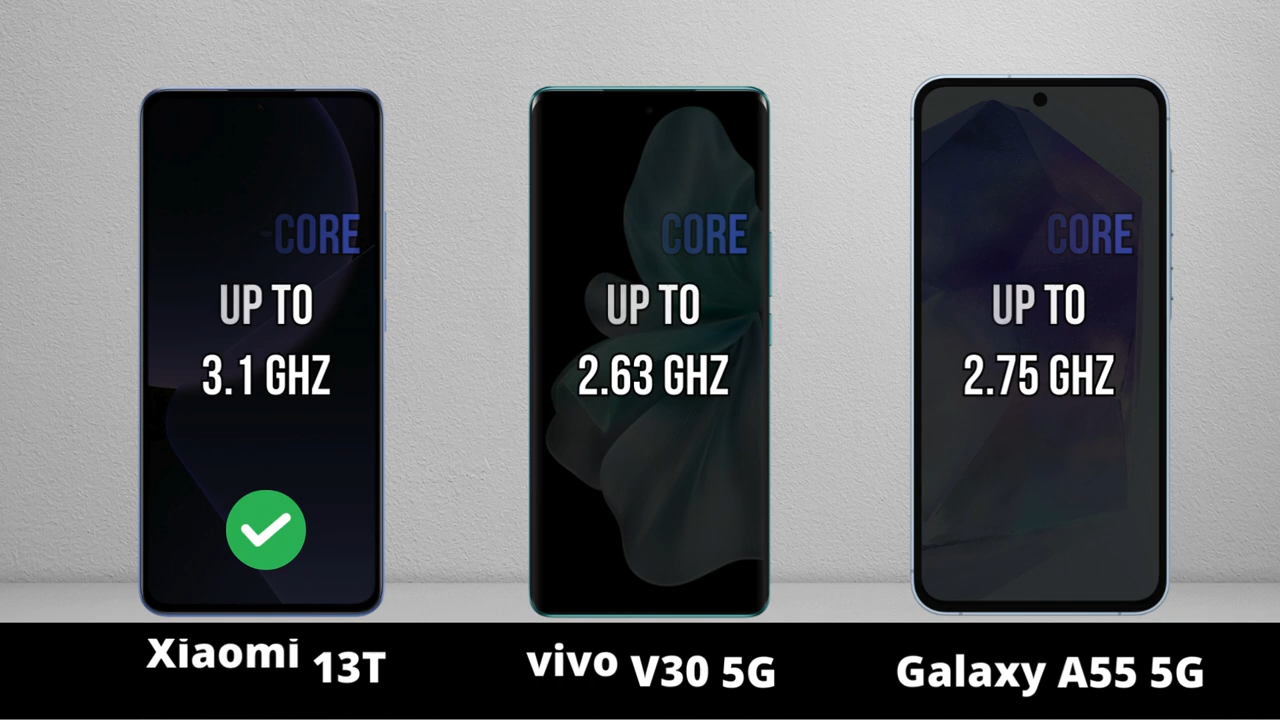 -CORE
UP TO
3.1 GHZ
CORE
UP TO
2.63 GHZ
CORE
UP TO
2.75 GHZ
Xiaomi 13T
vivo V30 5G
Galaxy A55 5G